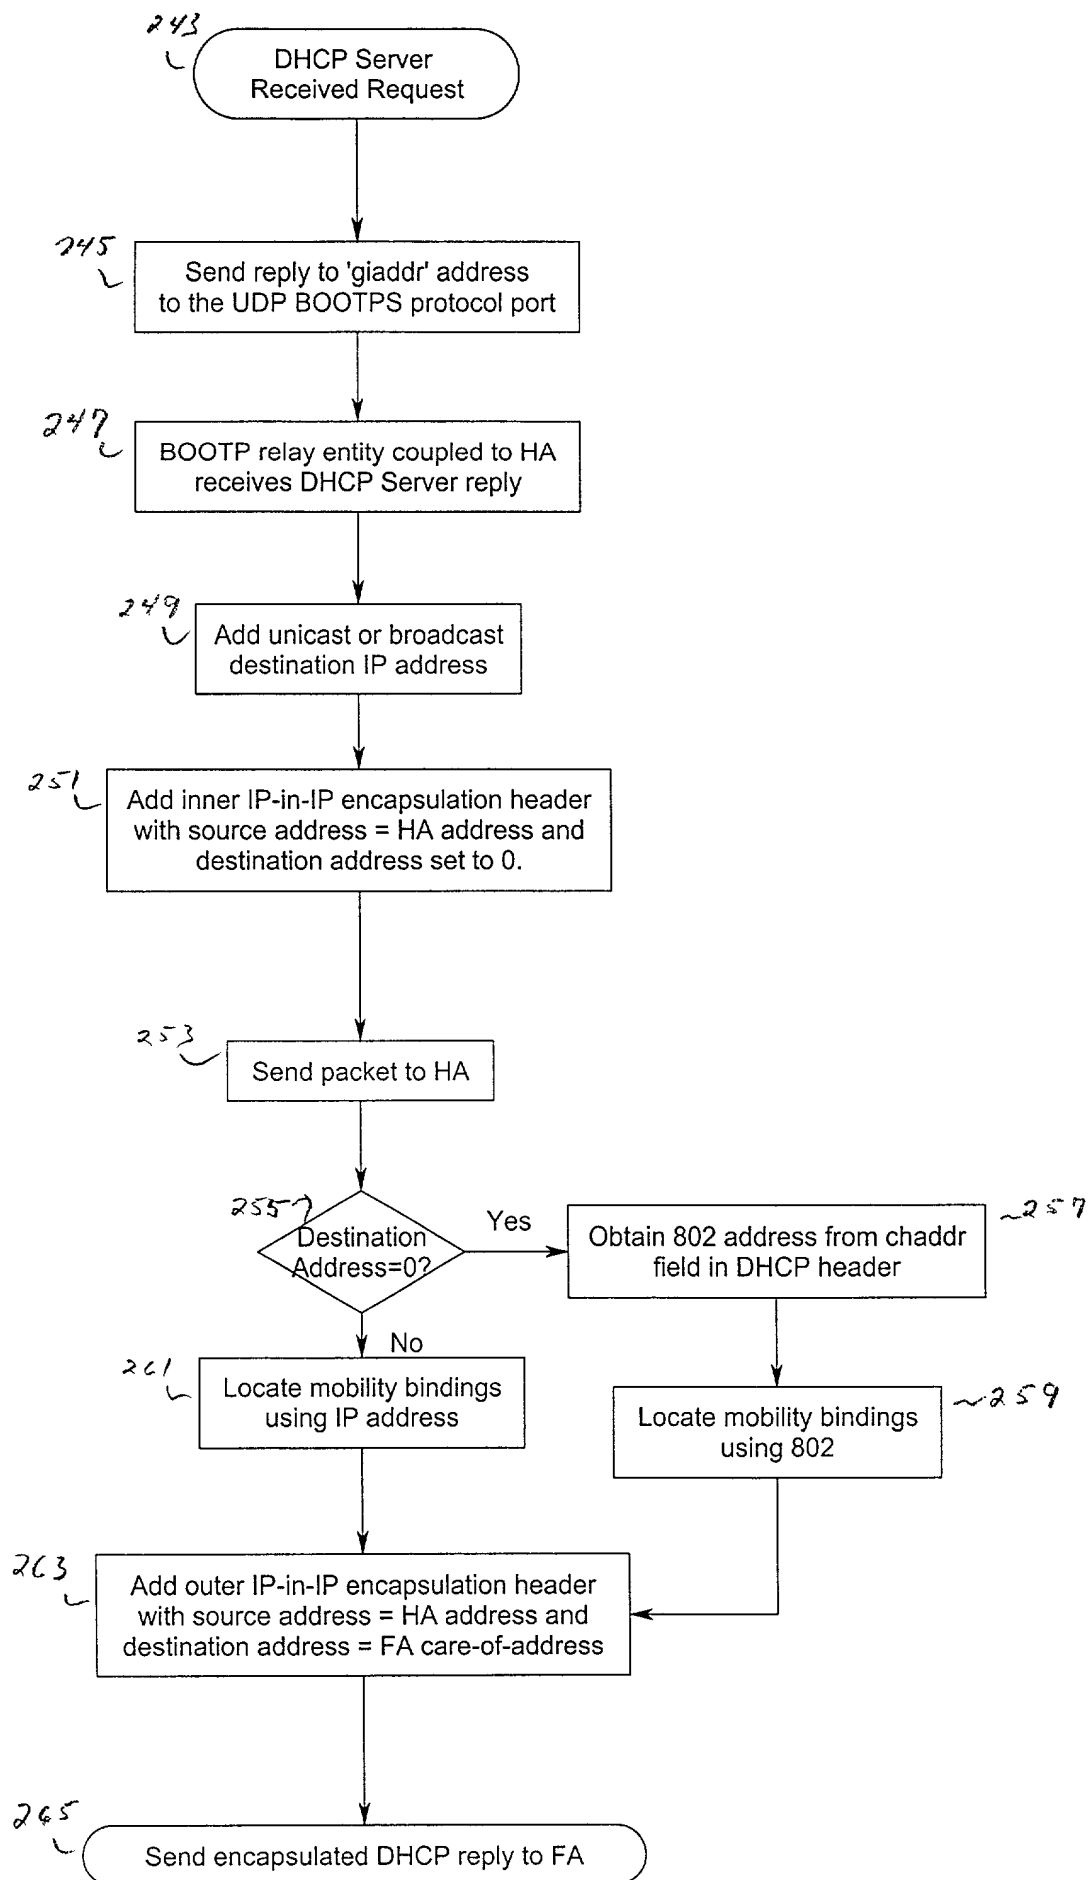 243
DHCP Server
Received Request
245
Send reply to 'giaddr' address
to the UDP BOOTPS protocol port
247
BOOTP relay entity coupled to HA
receives DHCP Server reply
249
Add unicast or broadcast
destination IP address
251
Add inner IP-in-IP encapsulation header
with source address = HA address and
destination address set to 0.
253
Send packet to HA
255
Destination
Address=0?
Yes
257
Obtain 802 address from chaddr
field in DHCP header
No
261
Locate mobility bindings
using IP address
259
Locate mobility bindings
using 802
263
Add outer IP-in-IP encapsulation header
with source address = HA address and
destination address = FA care-of-address
265
Send encapsulated DHCP reply to FA